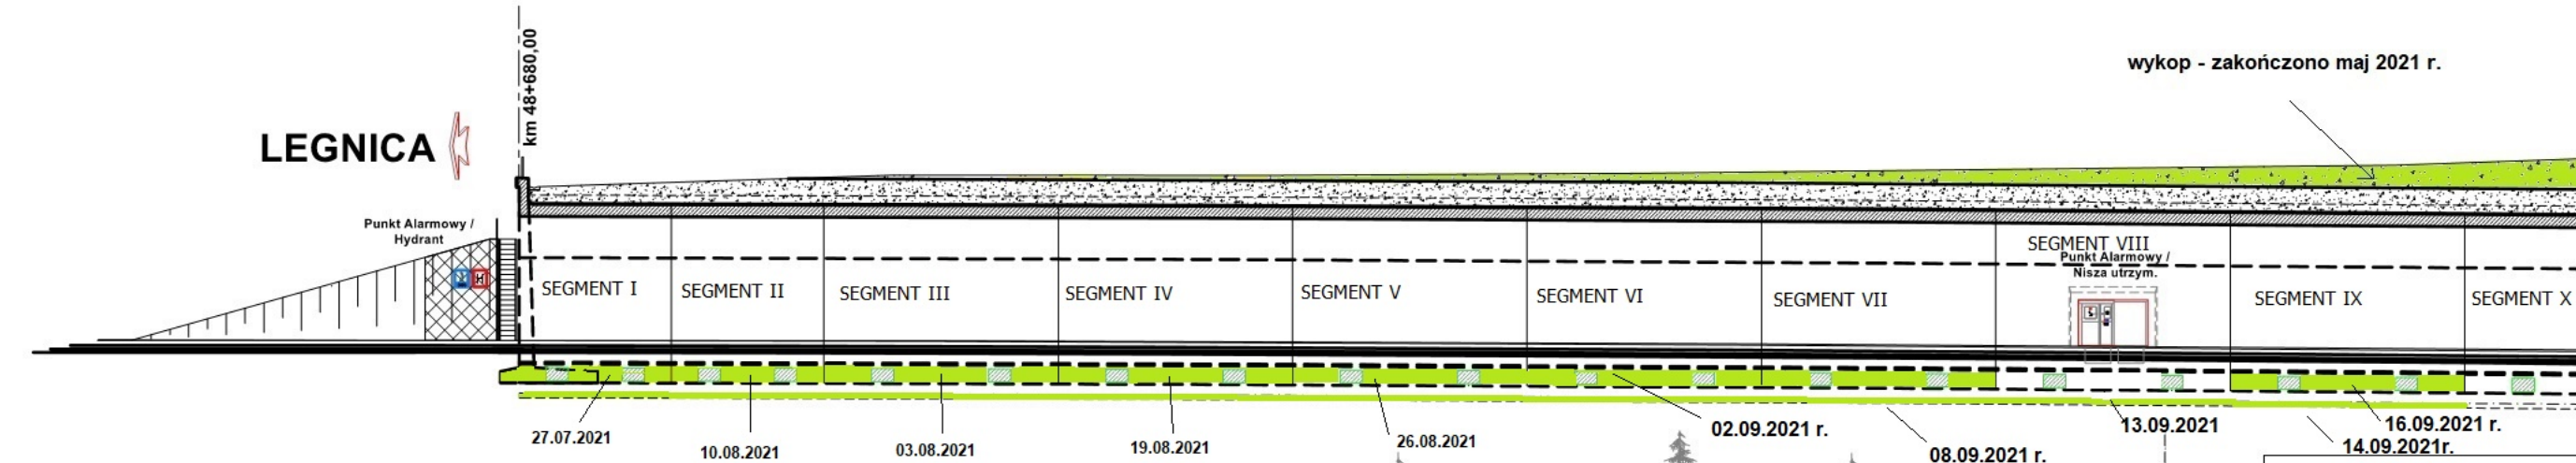 km 48+680,00
wykop - zakończono maj 2021 r.
LEGNICA
Punkt Alarmowy /
Hydrant
SEGMENT I
SEGMENT II
SEGMENT III
SEGMENT IV
SEGMENT V
SEGMENT VI
SEGMENT VII
SEGMENT VIII
Punkt Alarmowy /
Nisza utrzym.
SEGMENT IX
SEGMENT X
27.07.2021
10.08.2021
03.08.2021
19.08.2021
26.08.2021
02.09.2021 r.
08.09.2021 r.
13.09.2021
16.09.2021 r.
14.09.2021r.